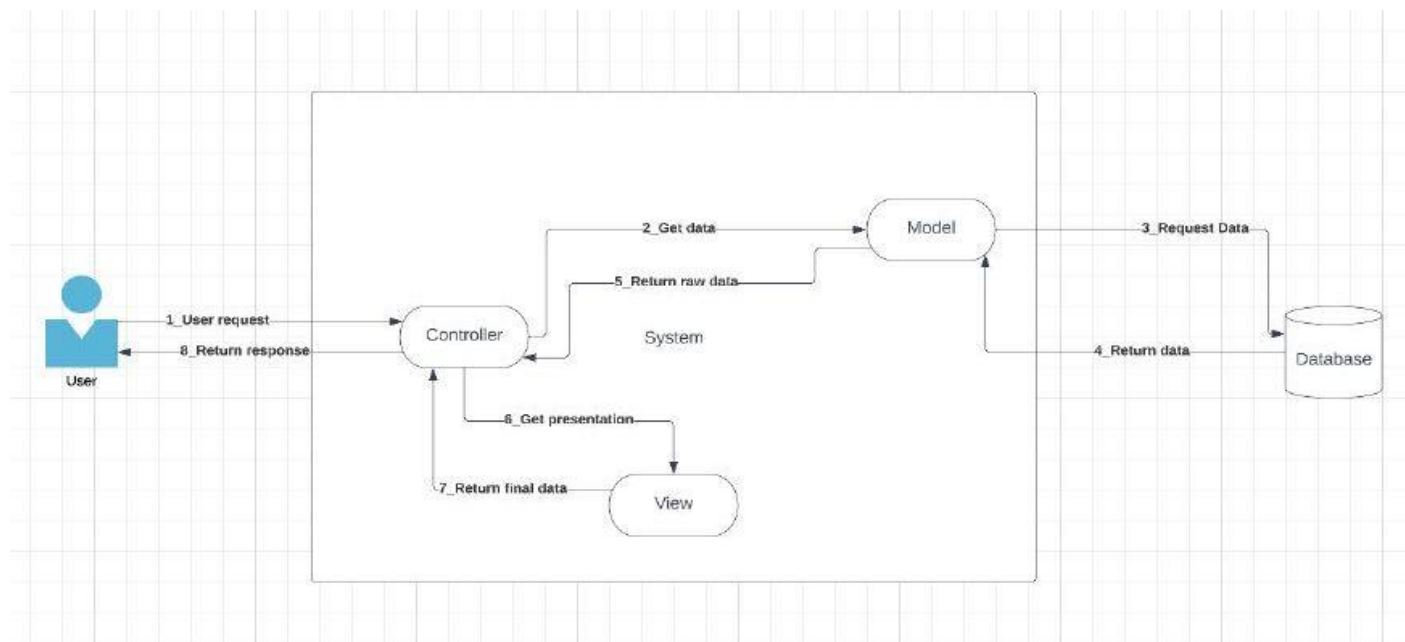 Model
2_Get data
3_Request Data
5_Return raw data
1_User request
Controller
System
8_Return response
4_Return data
Database
User
6_Get presentation
7_Return final data
View